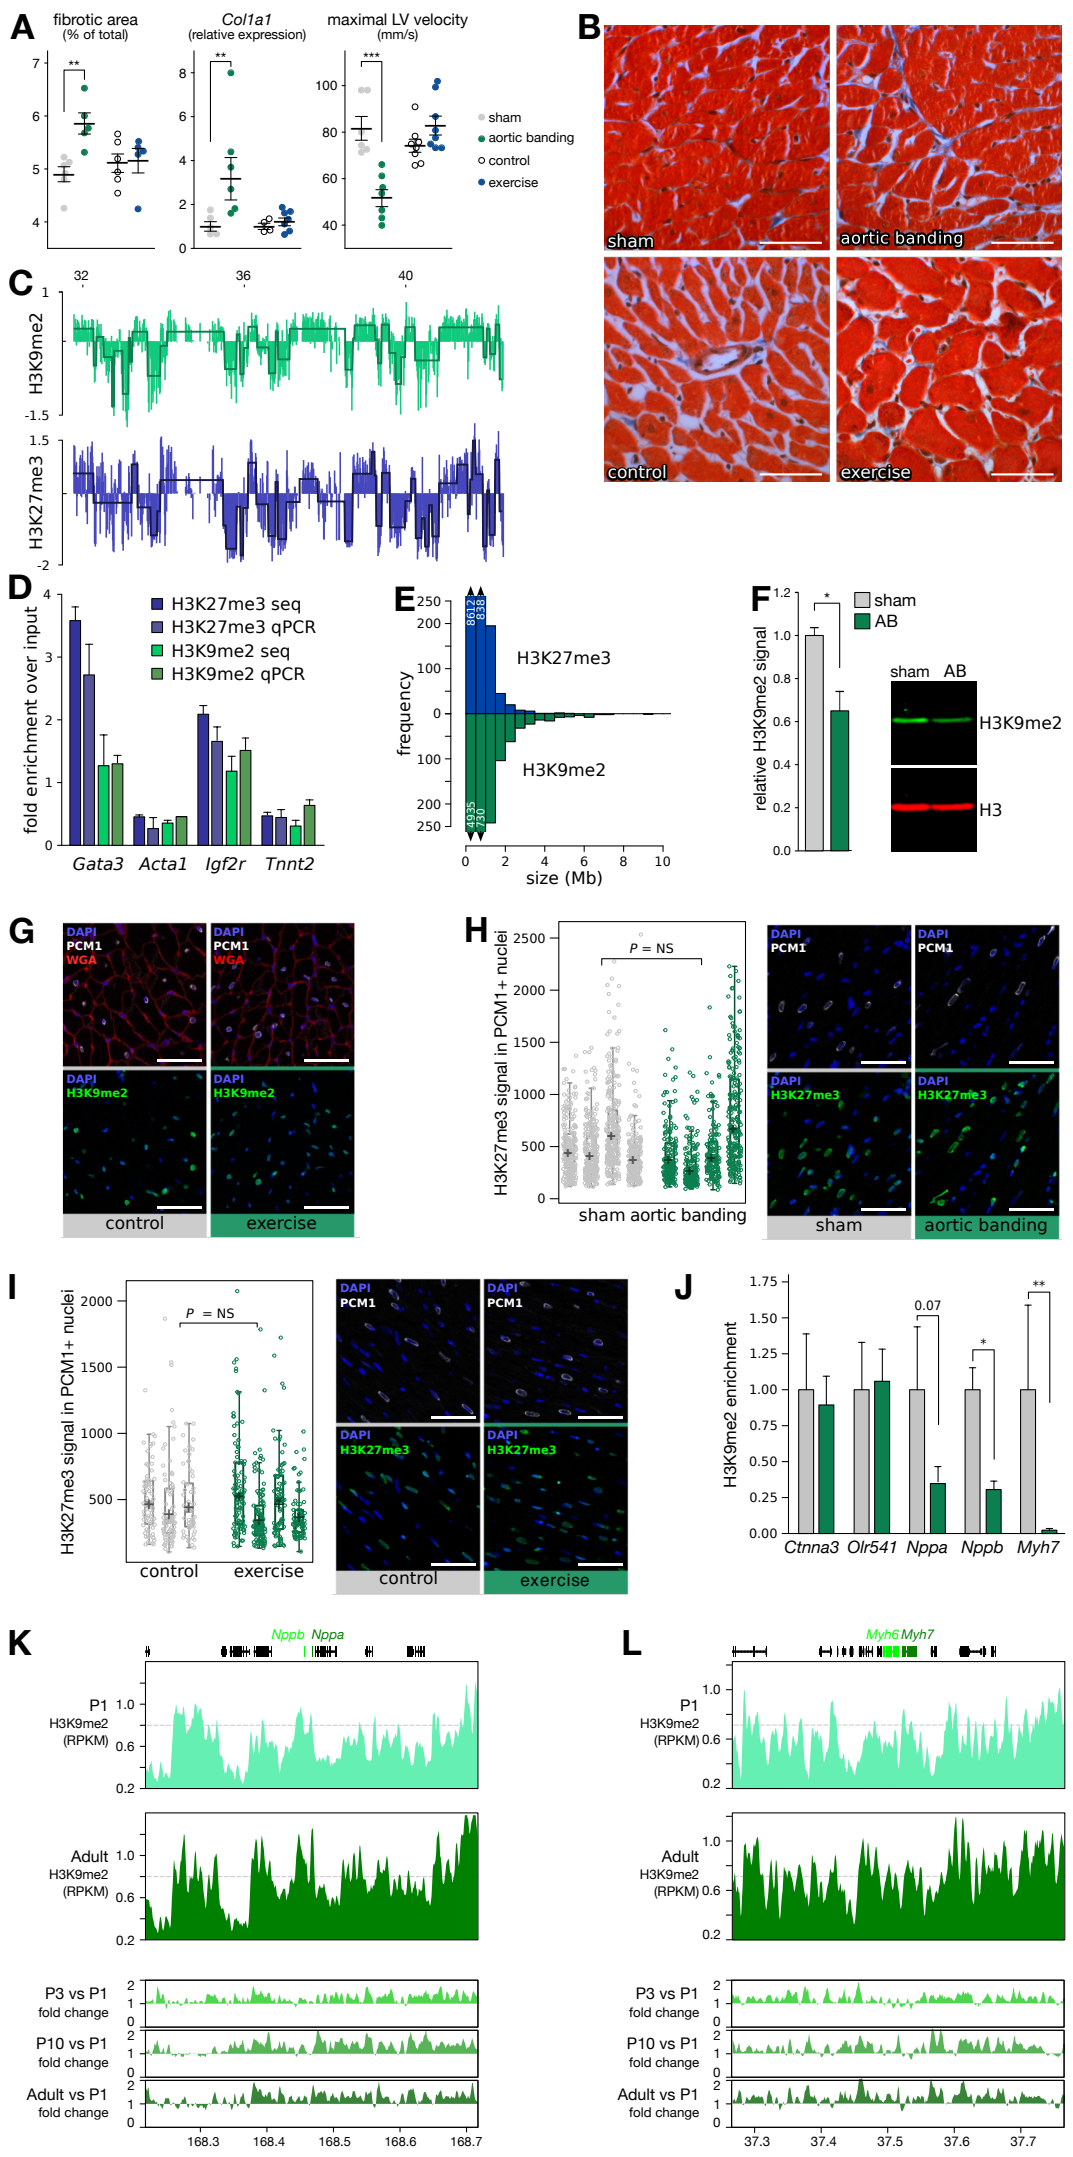 A
fibrotic area
(% of total)
7
6
5
4
**
Col1a1
(relative expression)
8
6
4
2
0
**
maximal LV velocity
(mm/s)
100
80
60
40
***
sham
aortic banding
control
exercise
B
sham
aortic banding
control
exercise
C
32
36
40
H3K9me2
1
-1.5
H3K27me3
1.5
-2
D
fold enrichment over input
4
3
2
1
0
H3K27me3 seq
H3K27me3 qPCR
H3K9me2 seq
H3K9me2 qPCR
Gata3
Acta1
Igf2r
Tnnt2
E
frequency
250
200
100
0
100
200
250
8612
838
4935
730
H3K27me3
H3K9me2
0
2
4
6
8
10
size (Mb)
F
relative H3K9me2 signal
1.2
1.0
0.8
0.6
0.4
0.2
0.0
*
sham
AB
sham AB
H3K9me2
H3
G
DAPI
PCM1
WGA
DAPI
PCM1
WGA
DAPI
H3K9me2
DAPI
H3K9me2
control
exercise
H
H3K27me3 signal in PCM1+ nuclei
2500
2000
1500
1000
500
0
P = NS
sham aortic banding
DAPI
PCM1
DAPI
PCM1
DAPI
H3K27me3
DAPI
H3K27me3
sham
aortic banding
I
H3K27me3 signal in PCM1+ nuclei
2000
1500
1000
500
P = NS
control
exercise
DAPI
PCM1
DAPI
PCM1
DAPI
H3K27me3
DAPI
H3K27me3
control
exercise
J
H3K9me2 enrichment
1.75
1.50
1.25
1.00
0.75
0.50
0.25
0.00
0.07
*
**
Ctnna3
Olr541
Nppa
Nppb
Myh7
K
Nppb Nppa
P1
H3K9me2
(RPKM)
1.0
0.6
0.2
Adult
H3K9me2
(RPKM)
1.0
0.6
0.2
P3 vs P1
fold change
2
1
0
P10 vs P1
fold change
2
1
0
Adult vs P1
fold change
2
1
0
168.3
168.4
168.5
168.6
168.7
L
Myh6 Myh7
P1
H3K9me2
(RPKM)
1.0
0.6
0.2
Adult
H3K9me2
(RPKM)
1.0
0.6
0.2
P3 vs P1
fold change
2
1
0
P10 vs P1
fold change
2
1
0
Adult vs P1
fold change
2
1
0
37.3
37.4
37.5
37.6
37.7